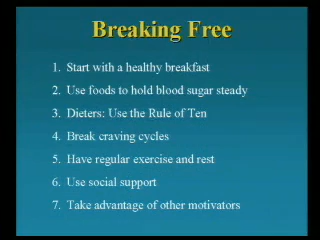 Breaking Free
1. Start with a healthy breakfast
2. Use foods to hold blood sugar steady
3. Dieters: Use the Rule of Ten
4. Break craving cycles
5. Have regular exercise and rest
6. Use social support
7. Take advantage of other motivators